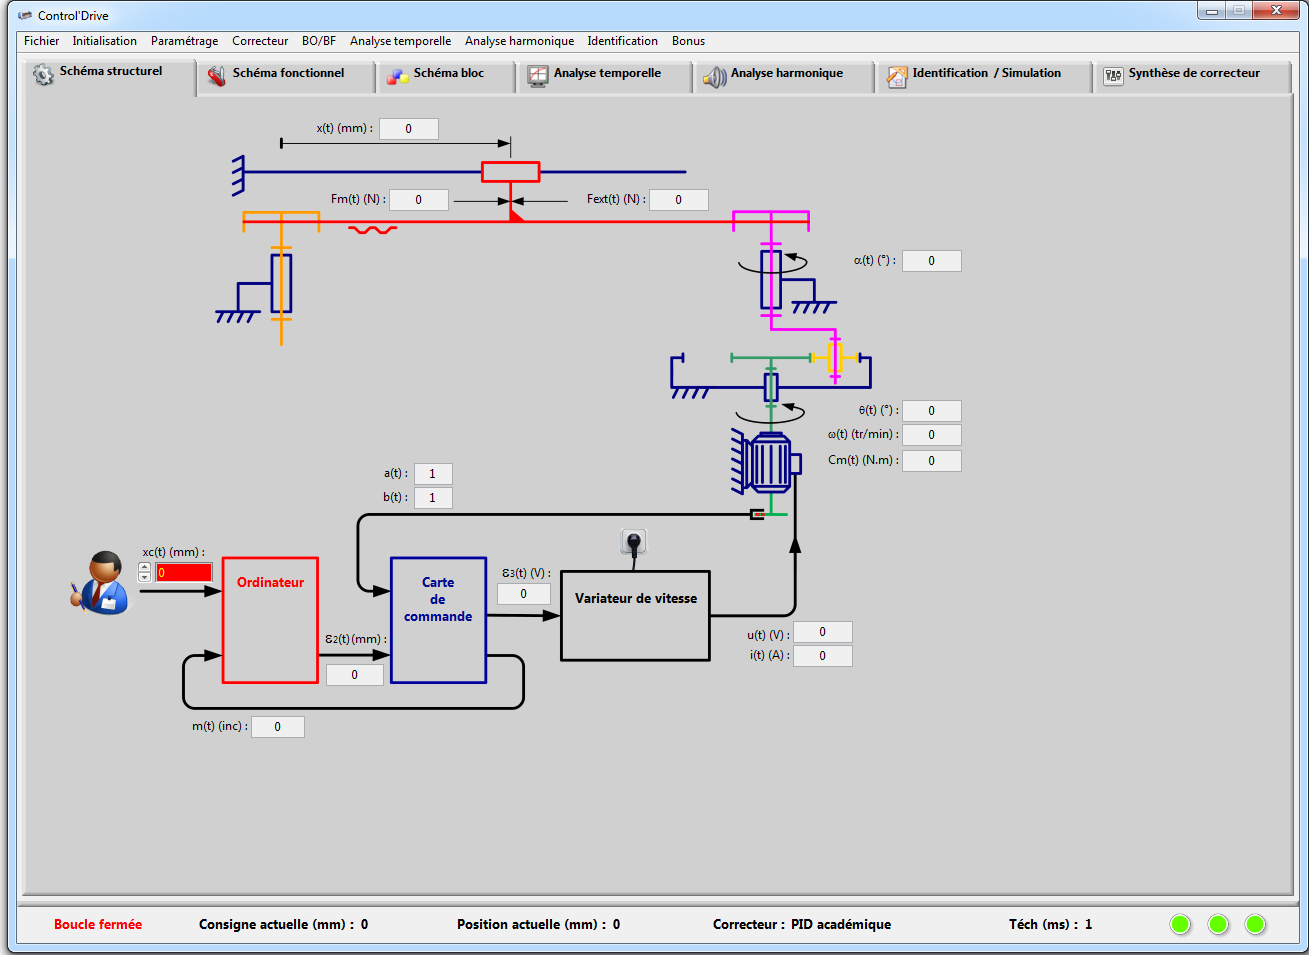 Control'Drive
Fichier Initialisation Paramétrage Correcteur BO/BF Analyse temporelle Analyse harmonique Identification Bonus
Schéma structurel Schéma fonctionnel Schéma bloc Analyse temporelle Analyse harmonique Identification / Simulation Synthèse de correcteur
x(t) (mm) : 0
Fm(t) (N) : 0
Fext(t) (N) : 0
α(t) (°) : 0
θ(t) (°) : 0
ω(t) (tr/min) : 0
Cm(t) (N.m) : 0
a(t) : 1
b(t) : 1
xc(t) (mm) :
0
Ordinateur
Carte
de
commande
ε3(t) (V) :
0
Variateur de vitesse
ε2(t) (mm) :
0
u(t) (V) : 0
i(t) (A) : 0
m(t) (inc) : 0
Boucle fermée Consigne actuelle (mm) : 0 Position actuelle (mm) : 0 Correcteur : PID académique Téch (ms) : 1